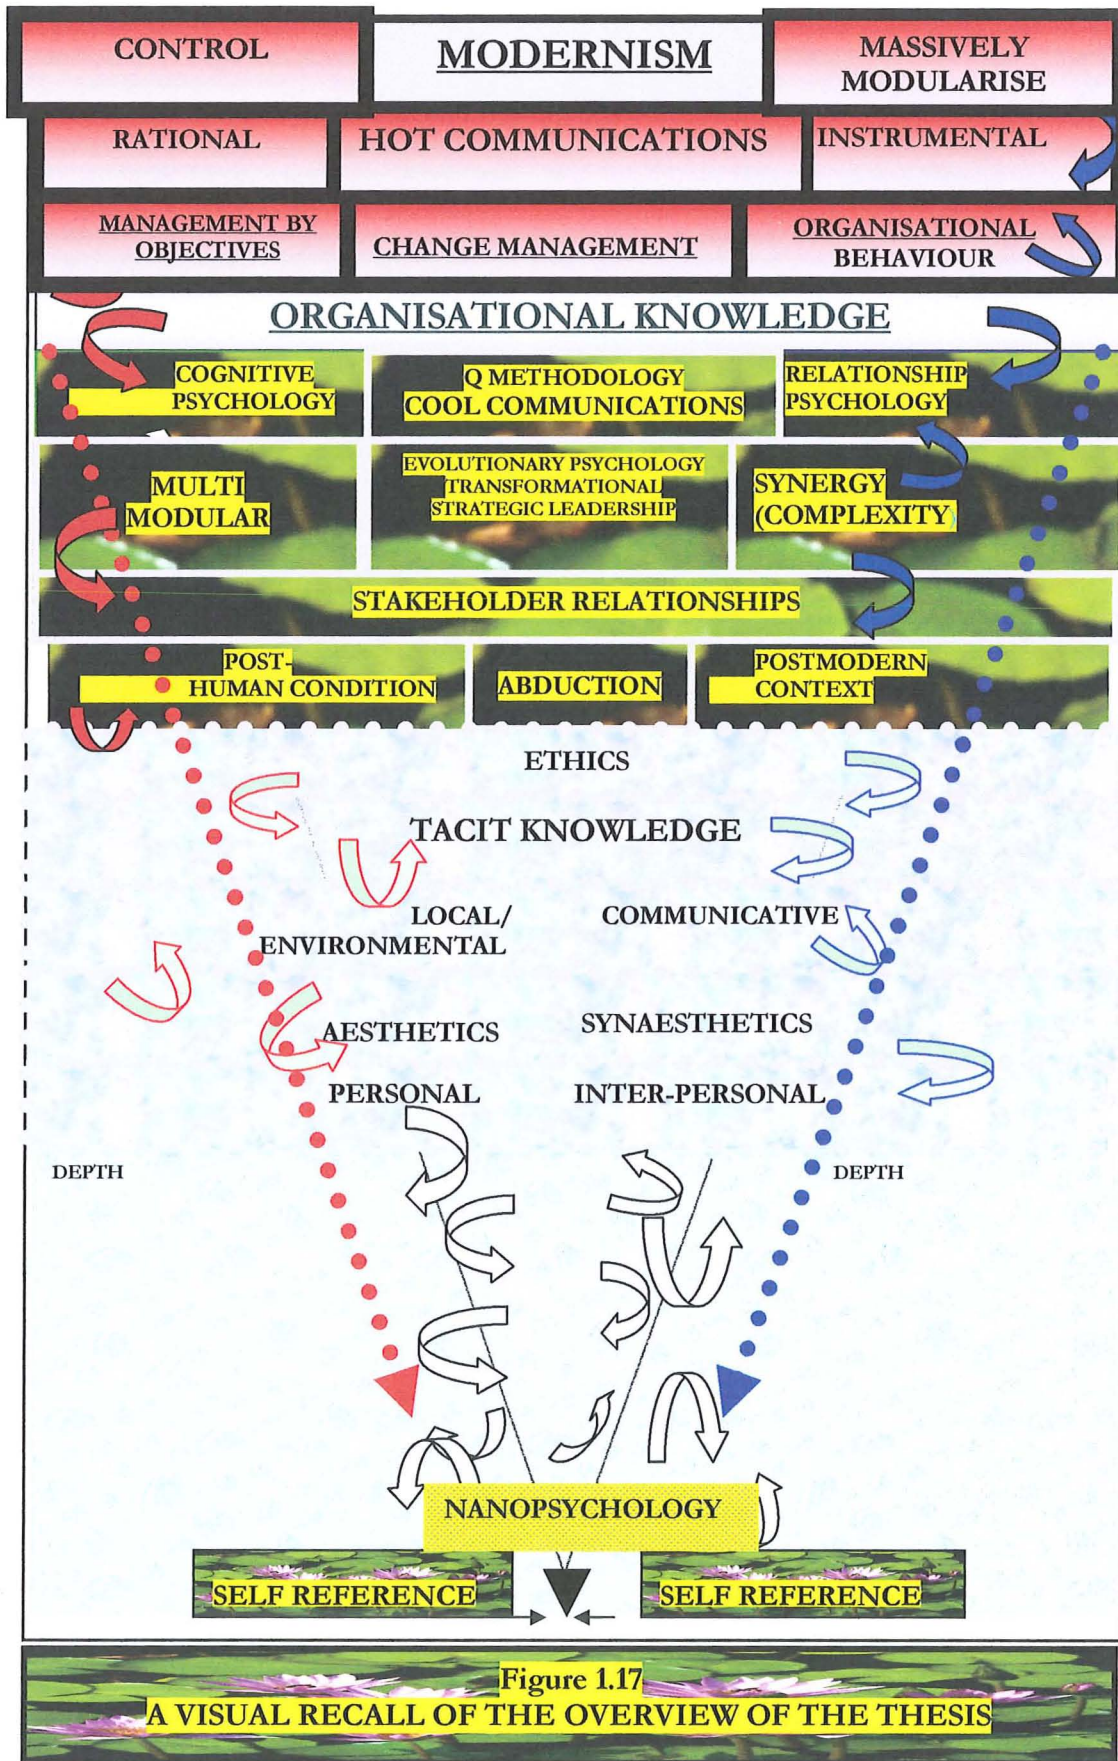 CONTROL
MODERNISM
MASSIVELY
MODULARISE
RATIONAL
HOT COMMUNICATIONS
INSTRUMENTAL
MANAGEMENT BY
OBJECTIVES
CHANGE MANAGEMENT
ORGANISATIONAL
BEHAVIOUR
ORGANISATIONAL KNOWLEDGE
COGNITIVE
PSYCHOLOGY
Q METHODOLOGY
COOL COMMUNICATIONS
RELATIONSHIP
PSYCHOLOGY
MULTI
MODULAR
EVOLUTIONARY PSYCHOLOGY
TRANSFORMATIONAL
STRATEGIC LEADERSHIP
SYNERGY
(COMPLEXITY)
STAKEHOLDER RELATIONSHIPS
POST-
HUMAN CONDITION
ABDUCTION
POSTMODERN
CONTEXT
ETHICS
TACIT KNOWLEDGE
LOCAL/
ENVIRONMENTAL
COMMUNICATIVE
AESTHETICS
SYNAESTHETICS
PERSONAL
INTER-PERSONAL
DEPTH
DEPTH
NANOPSYCHOLOGY
SELF REFERENCE
SELF REFERENCE
Figure 1.17
A VISUAL RECALL OF THE OVERVIEW OF THE THESIS